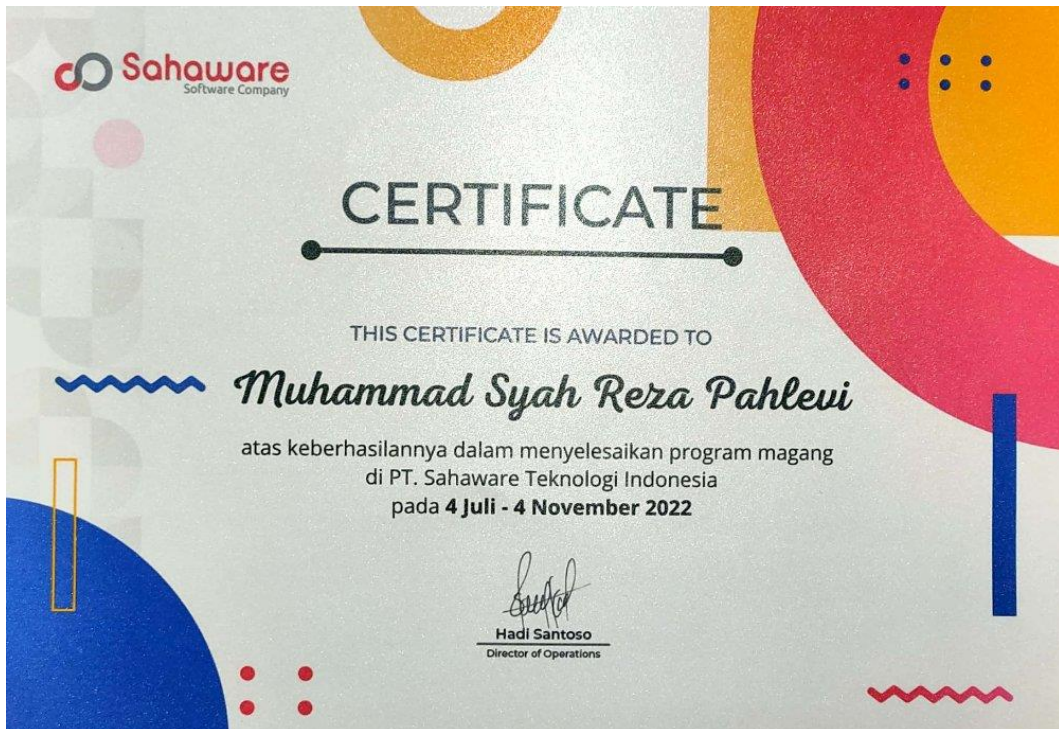 Sahaware
Software Company
CERTIFICATE
THIS CERTIFICATE IS AWARDED TO
Muhammad Syah Reza Pahlevi
atas keberhasilannya dalam menyelesaikan program magang
di PT. Sahaware Teknologi Indonesia
pada 4 Juli - 4 November 2022
Hadi Santoso
Director of Operations